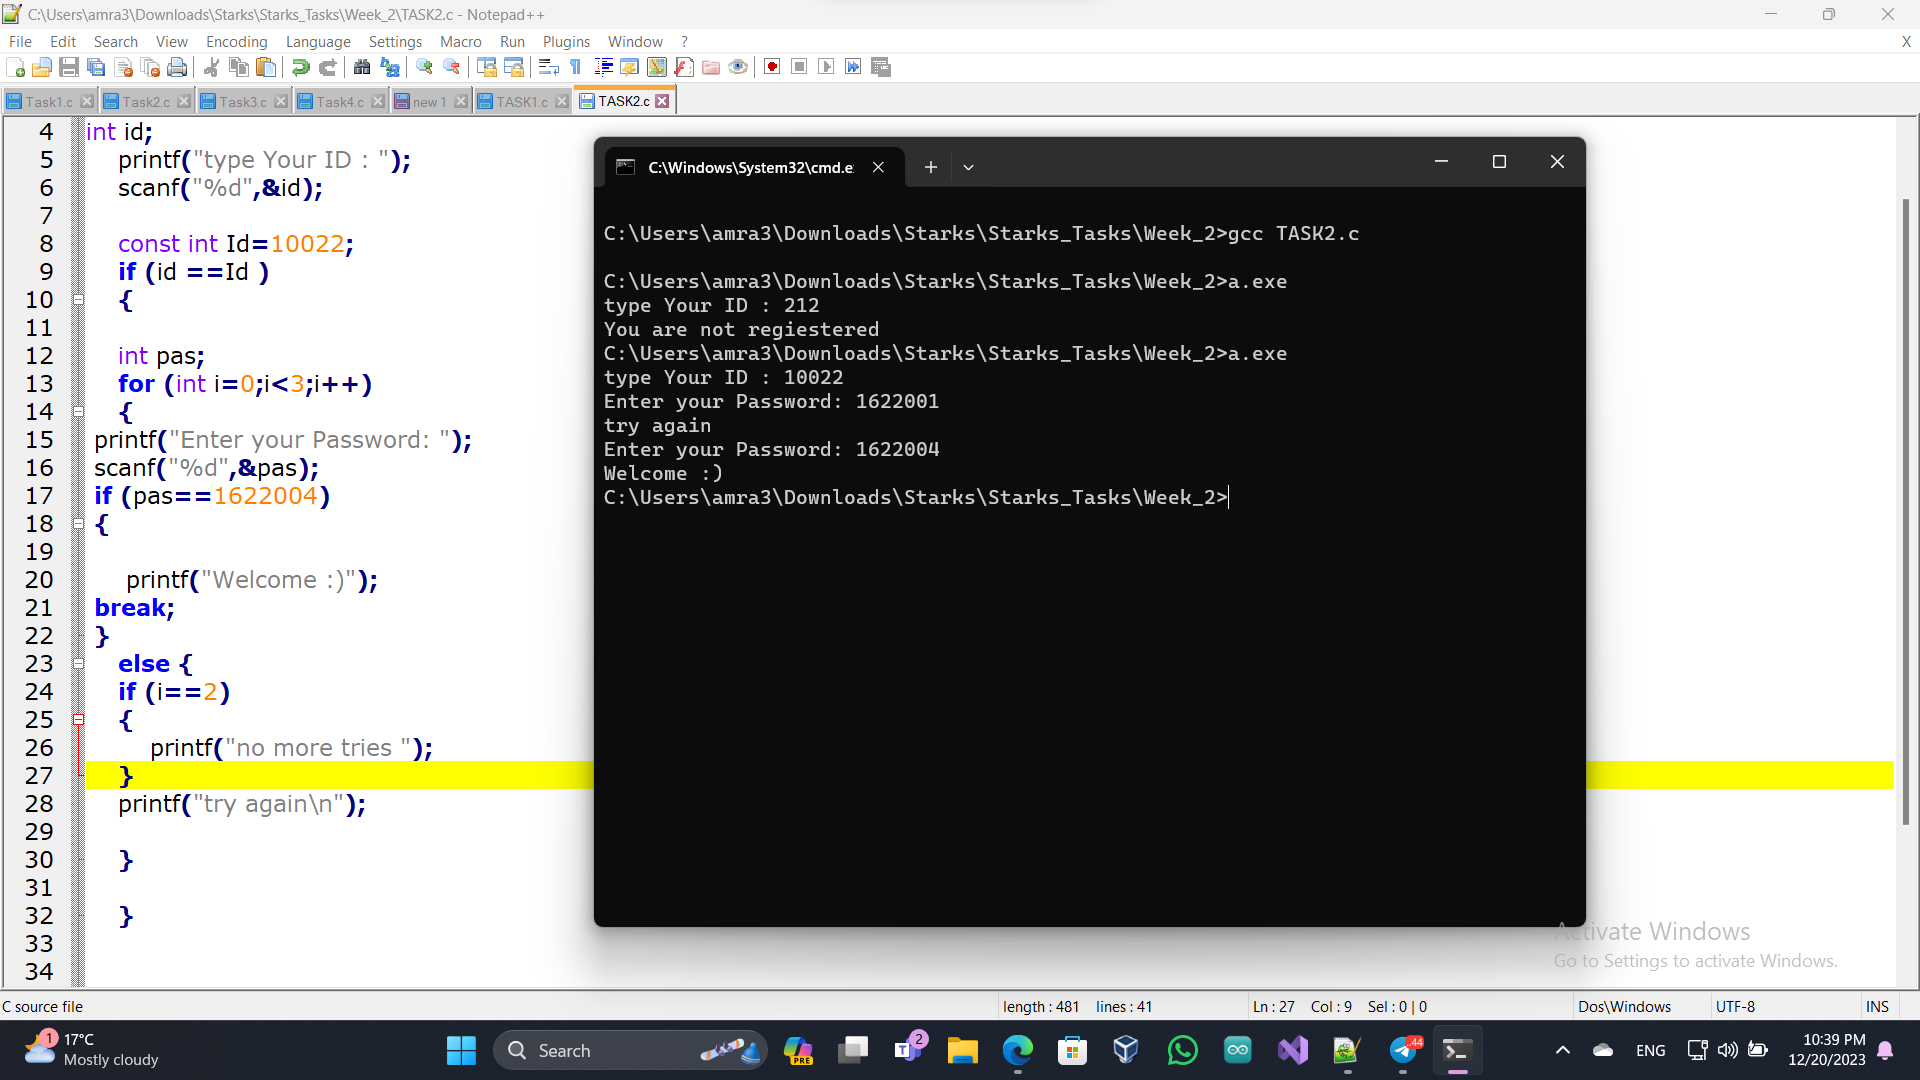 C:\Users\amra3\Downloads\Starks\Starks_Tasks\Week_2\TASK2.c - Notepad++
File Edit Search View Encoding Language Settings Macro Run Plugins Window ? X
Task1.c Task2.c Task3.c Task4.c new 1 TASK1.c TASK2.c
4 int id;
5 printf("type Your ID : ");
6 scanf("%d",&id);
7
8 const int Id=10022;
9 if (id ==Id )
10 {
11
12 int pas;
13 for (int i=0;i<3;i++)
14 {
15 printf("Enter your Password: ");
16 scanf("%d",&pas);
17 if (pas==1622004)
18 {
19
20 printf("Welcome :)");
21 break;
22 }
23 else {
24 if (i==2)
25 {
26 printf("no more tries ");
27 }
28 printf("try again\n");
29
30 }
31
32 }
33
34
C:\Windows\System32\cmd.e
C:\Users\amra3\Downloads\Starks\Starks_Tasks\Week_2>gcc TASK2.c
C:\Users\amra3\Downloads\Starks\Starks_Tasks\Week_2>a.exe
type Your ID : 212
You are not regiestered
C:\Users\amra3\Downloads\Starks\Starks_Tasks\Week_2>a.exe
type Your ID : 10022
Enter your Password: 1622001
try again
Enter your Password: 1622004
Welcome :)
C:\Users\amra3\Downloads\Starks\Starks_Tasks\Week_2>
Activate Windows
Go to Settings to activate Windows.
C source file length : 481 lines : 41 Ln : 27 Col : 9 Sel : 0 | 0 Dos\Windows UTF-8 INS
1 17°C
Mostly cloudy
Search
PRE
T 2
44
ENG
10:39 PM
12/20/2023